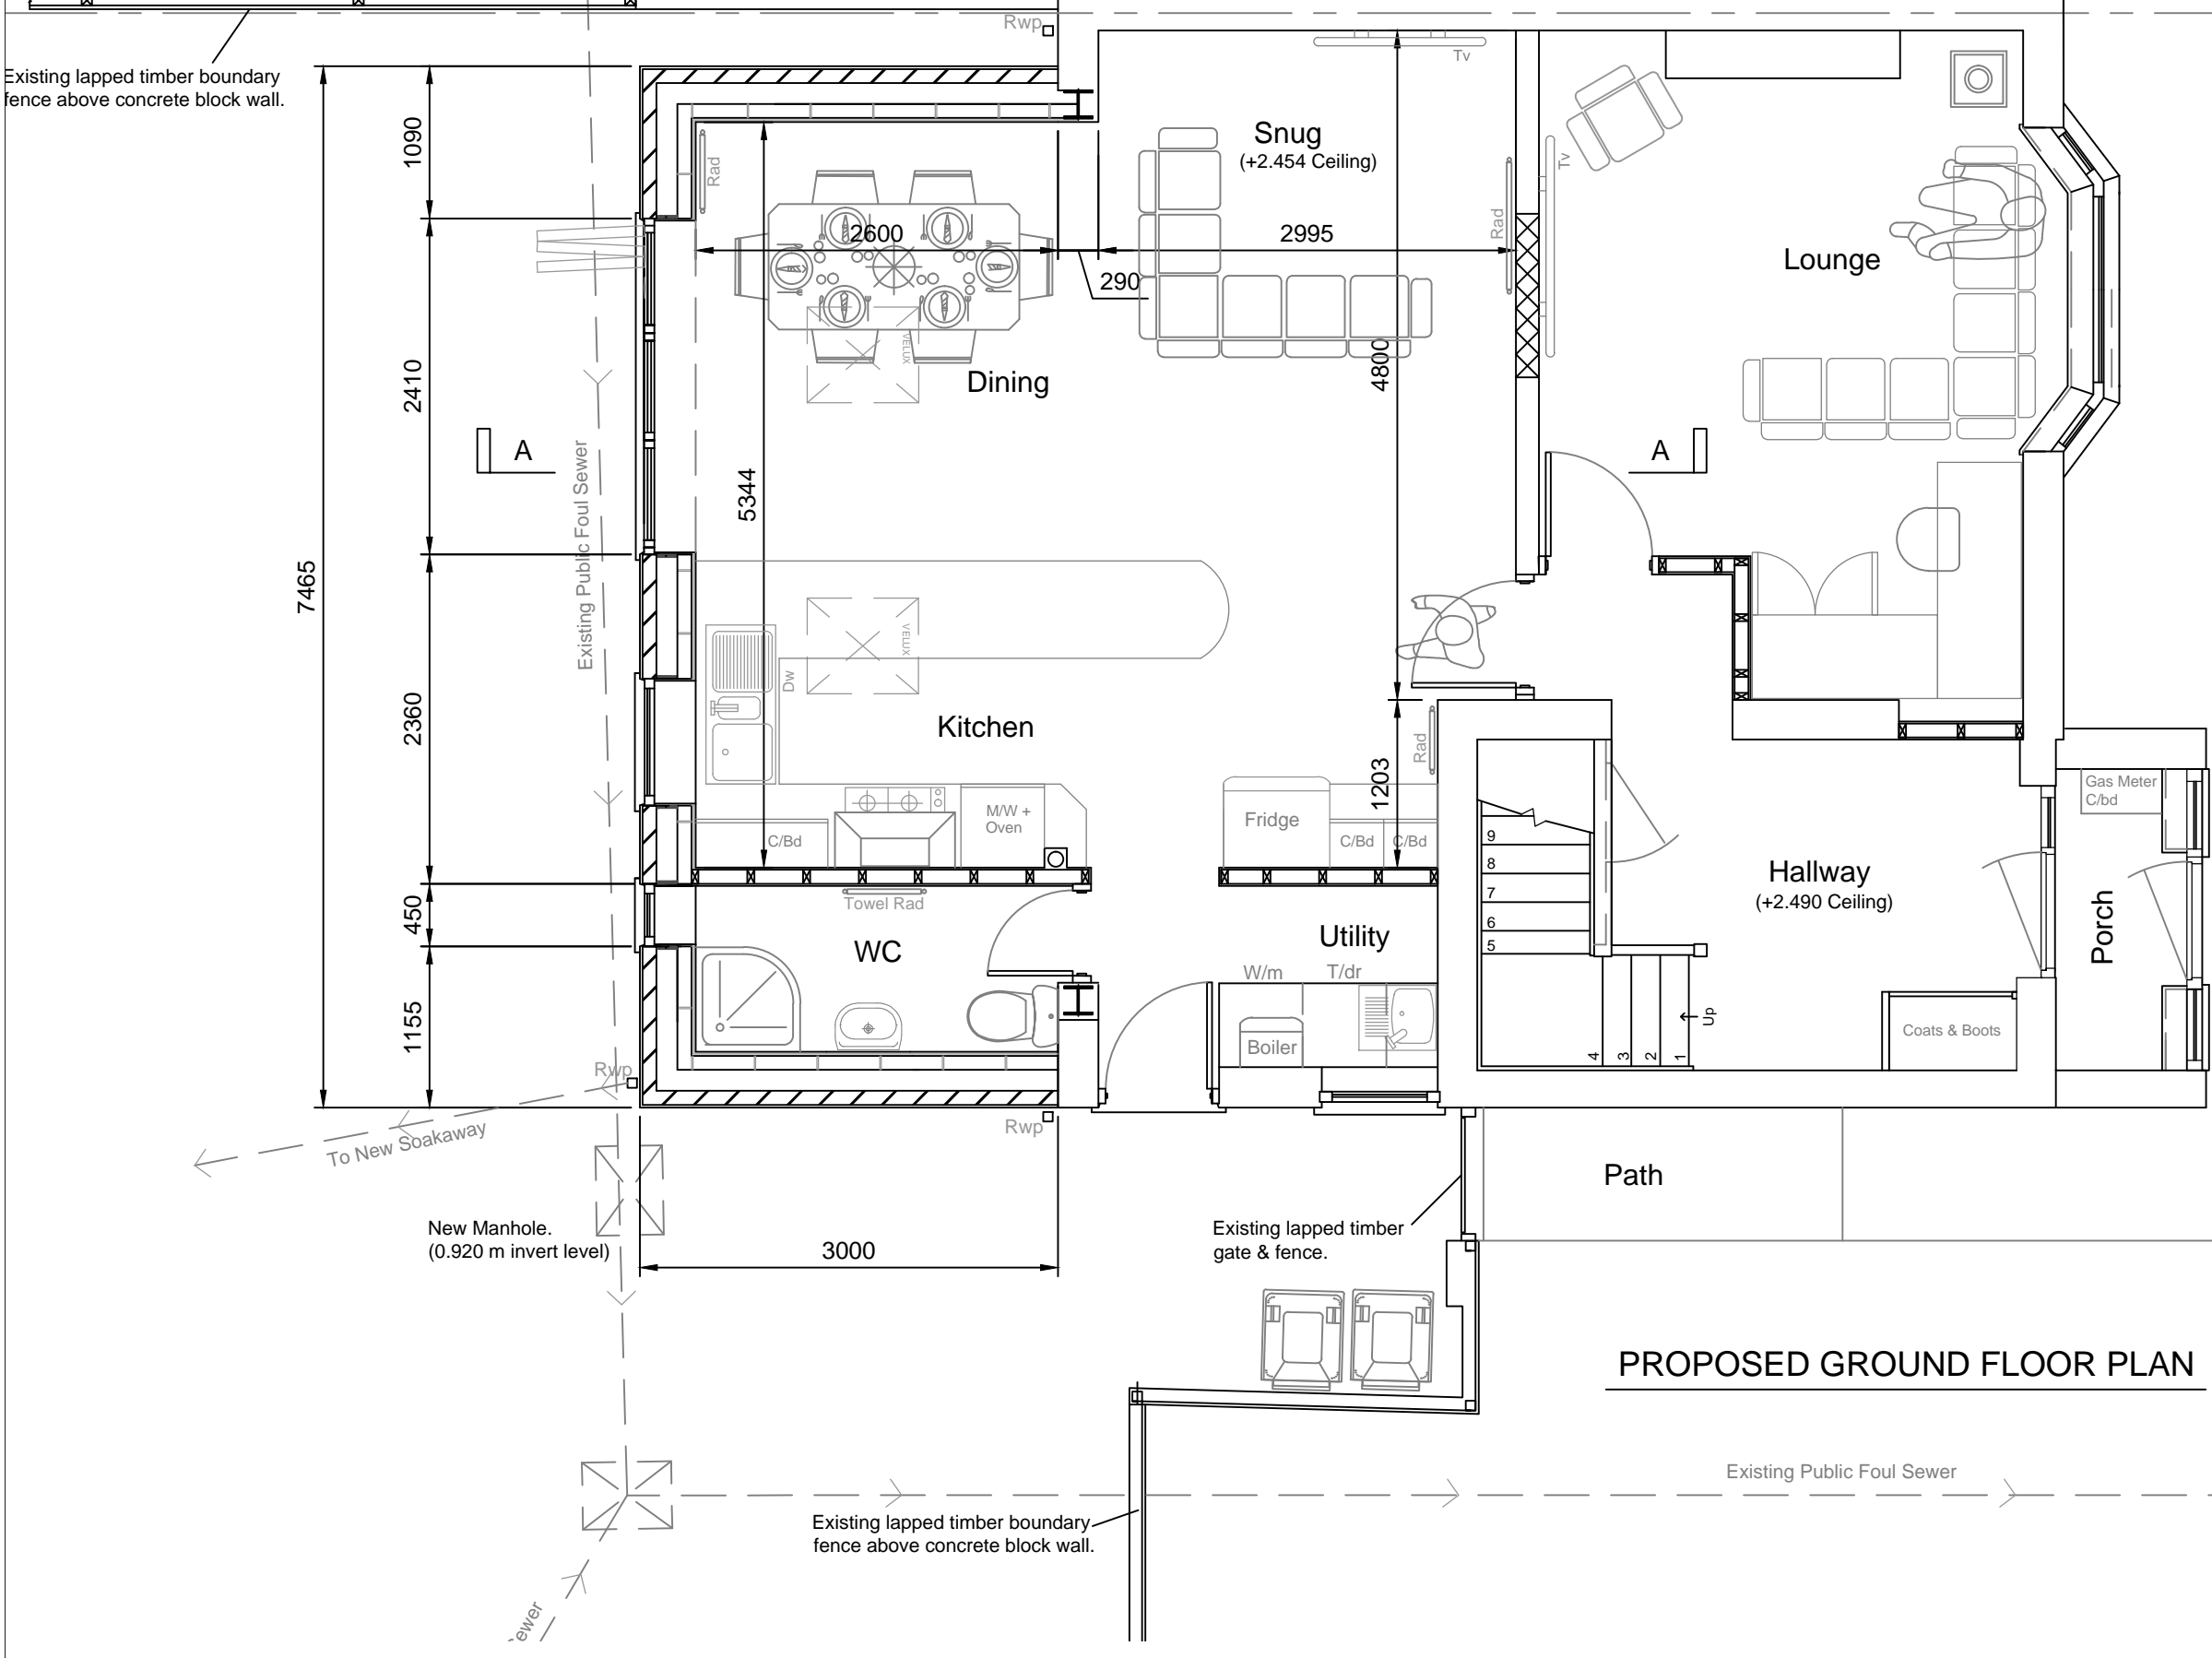 Rwp
Existing lapped timber boundary
fence above concrete block wall.
Tv
Snug
(+2.454 Ceiling)
1090
Rad
Tv
Rad
2600
2995
290
Lounge
VELUX
4800
Dining
2410
A
A
5344
Existing Public Foul Sewer
7465
VELUX
Dw
2360
Kitchen
Rad
1203
Gas Meter
C/bd
M/W +
Oven
Fridge
C/Bd
C/Bd
C/Bd
9
8
7
6
5
Hallway
(+2.490 Ceiling)
Porch
450
Towel Rad
WC
Utility
W/m
T/dr
1155
Boiler
4
3
2
1
Up
Coats & Boots
Rwp
Rwp
To New Soakaway
Path
New Manhole.
(0.920 m invert level)
3000
Existing lapped timber
gate & fence.
PROPOSED GROUND FLOOR PLAN
Existing Public Foul Sewer
Existing lapped timber boundary
fence above concrete block wall.
ewer